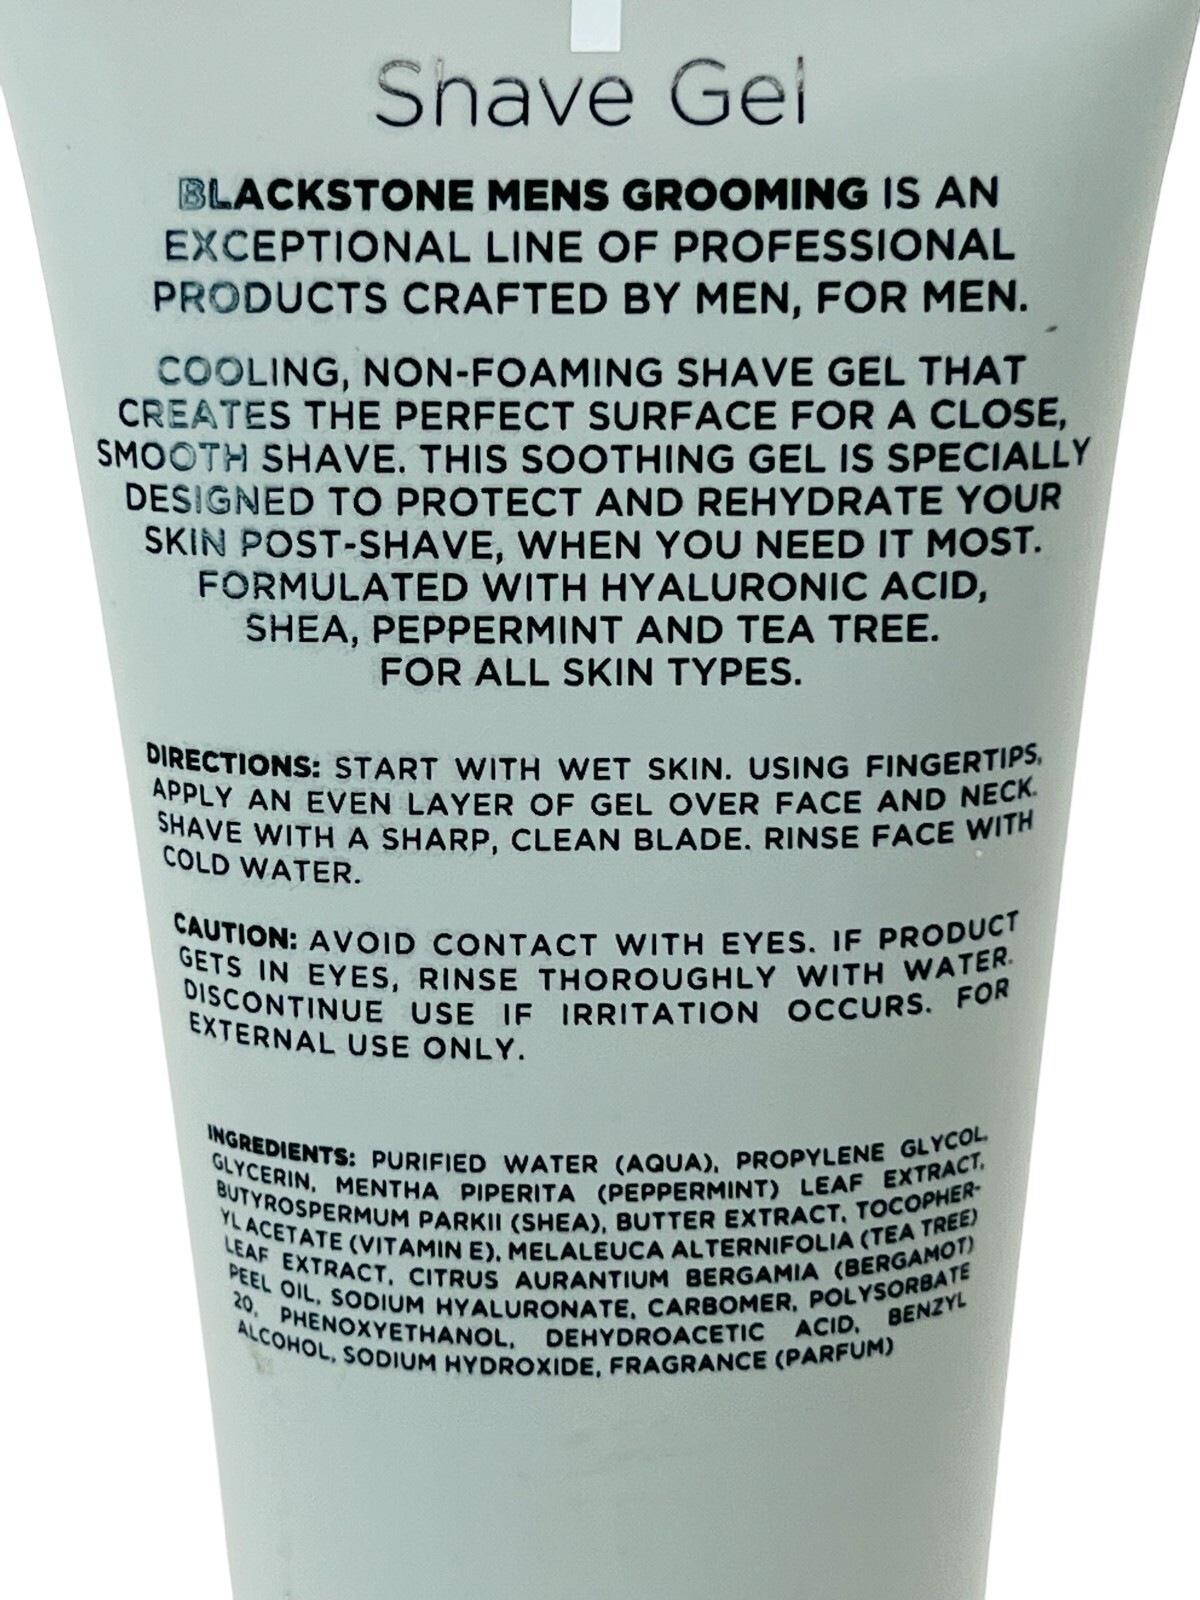 Shave Gel
BLACKSTONE MENS GROOMING IS AN
EXCEPTIONAL LINE OF PROFESSIONAL
PRODUCTS CRAFTED BY MEN, FOR MEN.
COOLING, NON-FOAMING SHAVE GEL THAT
CREATES THE PERFECT SURFACE FOR A CLOSE,
SMOOTH SHAVE. THIS SOOTHING GEL IS SPECIALLY
DESIGNED TO PROTECT AND REHYDRATE YOUR
SKIN POST-SHAVE, WHEN YOU NEED IT MOST.
FORMULATED WITH HYALURONIC ACID,
SHEA, PEPPERMINT AND TEA TREE.
FOR ALL SKIN TYPES.
DIRECTIONS: START WITH WET SKIN. USING FINGERTIPS,
APPLY AN EVEN LAYER OF GEL OVER FACE AND NECK.
SHAVE WITH A SHARP, CLEAN BLADE. RINSE FACE WITH
COLD WATER.
CAUTION: AVOID CONTACT WITH EYES. IF PRODUCT
GETS IN EYES, RINSE THOROUGHLY WITH WATER.
DISCONTINUE USE IF IRRITATION OCCURS. FOR
EXTERNAL USE ONLY.
INGREDIENTS: PURIFIED WATER (AQUA), PROPYLENE GLYCOL,
GLYCERIN, MENTHA PIPERITA (PEPPERMINT) LEAF EXTRACT,
BUTYROSPERMUM PARKII (SHEA), BUTTER EXTRACT, TOCOPHER-
YL ACETATE (VITAMIN E), MELALEUCA ALTERNIFOLIA (TEA TREE)
LEAF EXTRACT, CITRUS AURANTIUM BERGAMIA (BERGAMOT)
PEEL OIL, SODIUM HYALURONATE, CARBOMER, POLYSORBATE
20, PHENOXYETHANOL, DEHYDROACETIC ACID, BENZYL
ALCOHOL, SODIUM HYDROXIDE, FRAGRANCE (PARFUM)